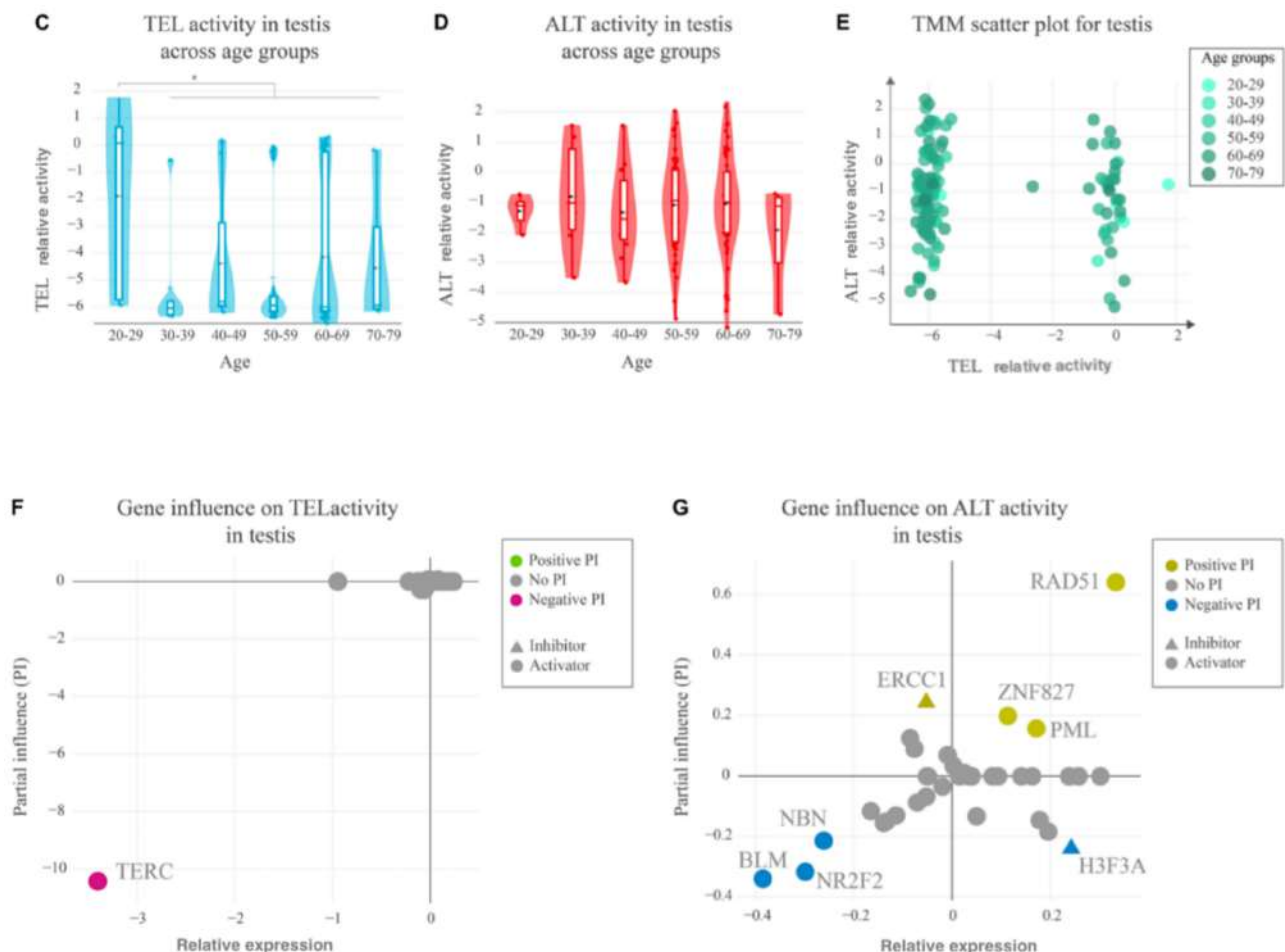 C
TEL activity in testis
across age groups
*
TEL relative activity
2
1
0
−1
−2
−3
−4
−5
−6
20-29 30-39 40-49 50-59 60-69 70-79
Age
D
ALT activity in testis
across age groups
ALT relative activity
2
1
0
−1
−2
−3
−4
−5
20-29 30-39 40-49 50-59 60-69 70-79
Age
E
TMM scatter plot for testis
Age groups
20-29
30-39
40-49
50-59
60-69
70-79
ALT relative activity
2
1
0
−1
−2
−3
−4
−5
−6 −4 −2 0 2
TEL relative activity
F
Gene influence on TELactivity
in testis
Positive PI
No PI
Negative PI
Inhibitor
Activator
Partial influence (PI)
0
−2
−4
−6
−8
−10
TERC
−3 −1 0
Relative expression
G
Gene influence on ALT activity
in testis
Positive PI
No PI
Negative PI
Inhibitor
Activator
Partial influence (PI)
0.6
0.4
0.2
0
−0.2
−0.4
RAD51
ERCC1
ZNF827
PML
NBN
BLM
NR2F2
H3F3A
−0.4 −0.2 0 0.2
Relative expression